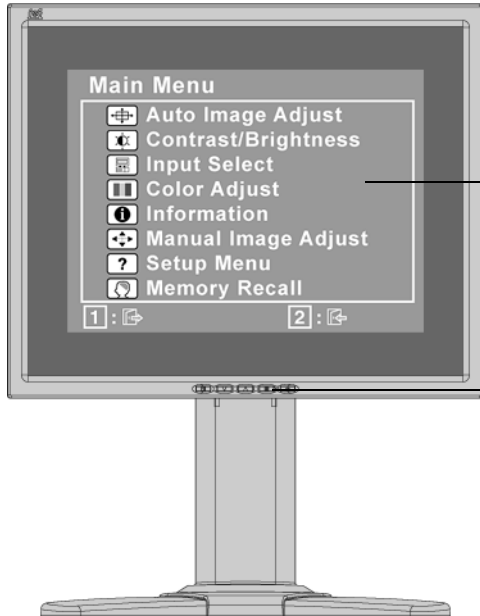 Main Menu
Auto Image Adjust
Contrast/Brightness
Input Select
Color Adjust
Information
Manual Image Adjust
? Setup Menu
Memory Recall
1 : 2 :